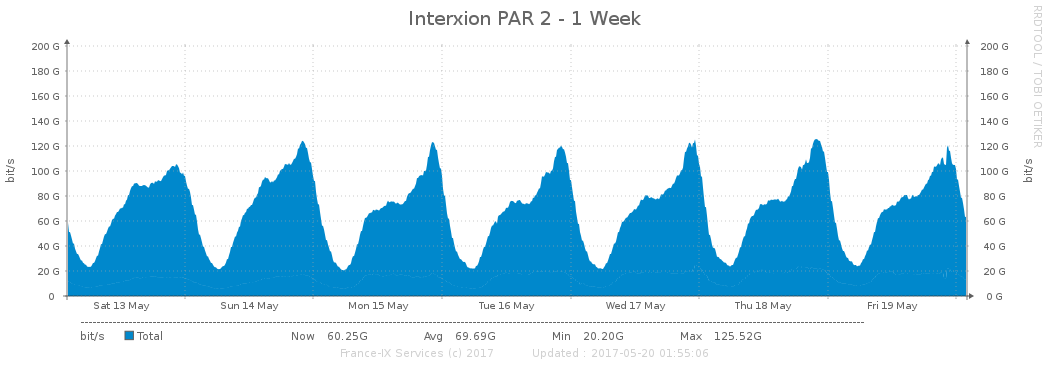 Interxion PAR 2 - 1 Week
RRDTOOL / TOBI OETIKER
200 G 200 G
180 G 180 G
160 G 160 G
140 G 140 G
120 G 120 G
100 G 100 G
80 G 80 G
60 G 60 G
40 G 40 G
20 G 20 G
0 0 G
bit/s
bit/s
Sat 13 May Sun 14 May Mon 15 May Tue 16 May Wed 17 May Thu 18 May Fri 19 May
bit/s Total Now 60.25G Avg 69.69G Min 20.20G Max 125.52G
France-IX Services (c) 2017 Updated : 2017-05-20 01:55:06